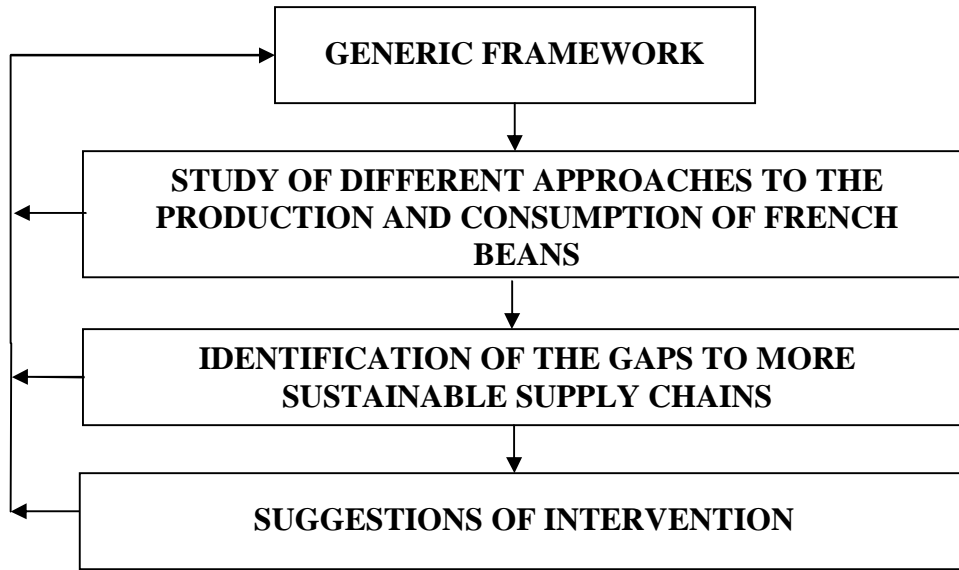 GENERIC FRAMEWORK
STUDY OF DIFFERENT APPROACHES TO THE
PRODUCTION AND CONSUMPTION OF FRENCH
BEANS
IDENTIFICATION OF THE GAPS TO MORE
SUSTAINABLE SUPPLY CHAINS
SUGGESTIONS OF INTERVENTION